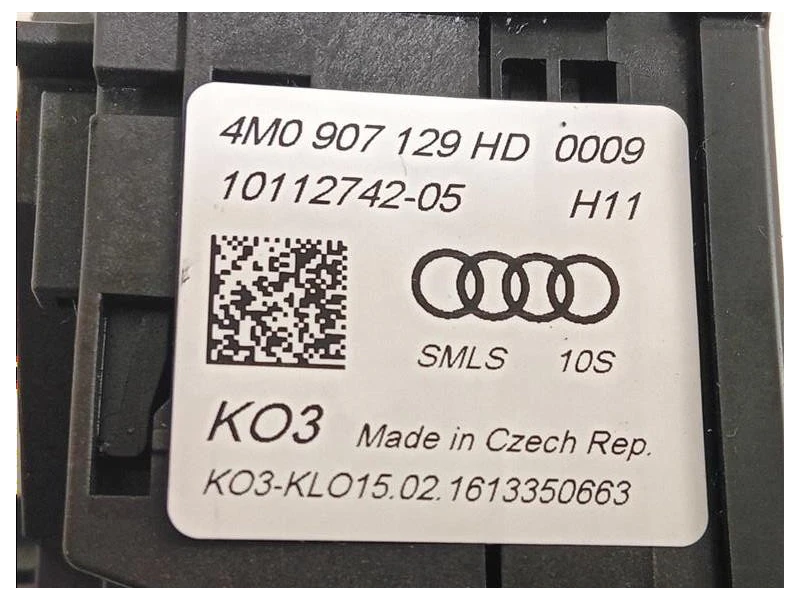 4M0 907 129 HD 0009
10112742-05 H11
SMLS 10S
KO3 Made in Czech Rep.
KO3-KLO15.02.1613350663